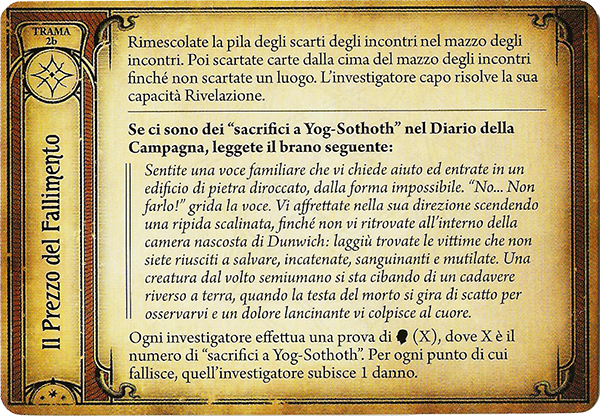 TRAMA
2b
Il Prezzo del Fallimento
Rimescolate la pila degli scarti degli incontri nel mazzo degli
incontri. Poi scartate carte dalla cima del mazzo degli incontri
finché non scartate un luogo. L’investigatore capo risolve la sua
capacità Rivelazione.
Se ci sono dei “sacrifici a Yog-Sothoth” nel Diario della
Campagna, leggete il brano seguente:
Sentite una voce familiare che vi chiede aiuto ed entrate in un
edificio di pietra diroccato, dalla forma impossibile. “No... Non
farlo!” grida la voce. Vi affrettate nella sua direzione scendendo
una ripida scalinata, finché non vi ritrovate all’interno della
camera nascosta di Dunwich: laggiù trovate le vittime che non
siete riusciti a salvare, incatenate, sanguinanti e mutilate. Una
creatura dal volto semiumano si sta cibando di un cadavere
riverso a terra, quando la testa del morto si gira di scatto per
osservarvi e un dolore lancinante vi colpisce al cuore.
Ogni investigatore effettua una prova di (X), dove X è il
numero di “sacrifici a Yog-Sothoth”. Per ogni punto di cui
fallisce, quell’investigatore subisce 1 danno.